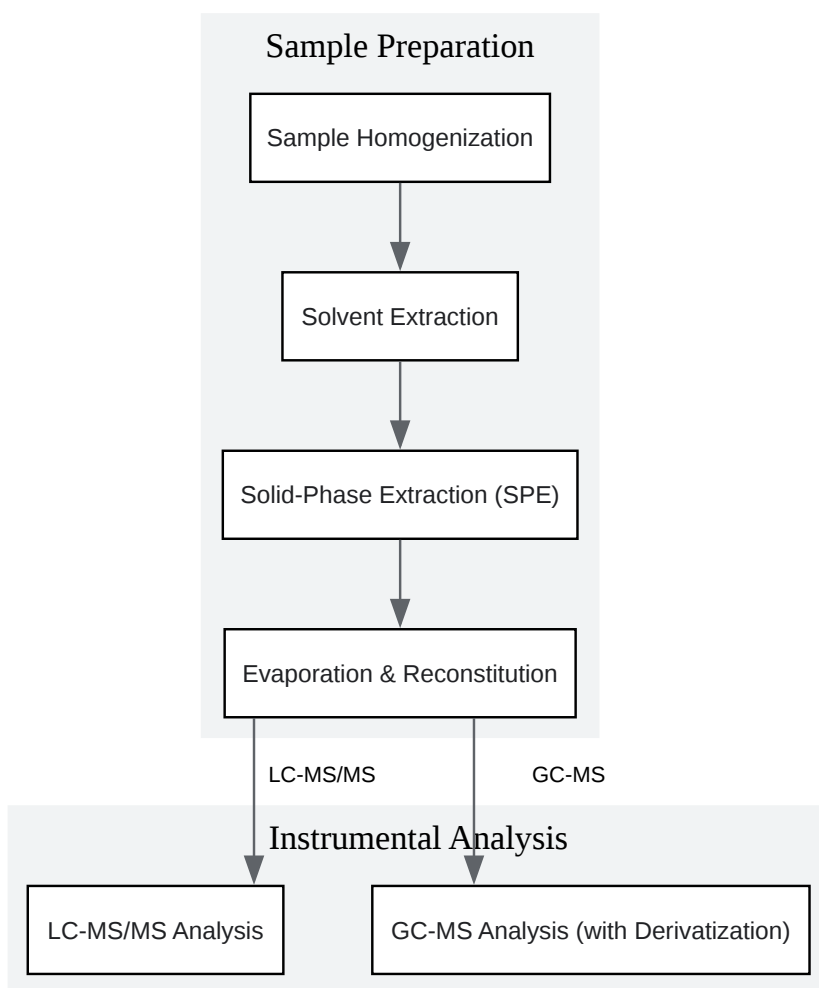 Sample Preparation
Sample Homogenization
Solvent Extraction
Solid-Phase Extraction (SPE)
Evaporation & Reconstitution
LC-MS/MS
GC-MS
Instrumental Analysis
LC-MS/MS Analysis
GC-MS Analysis (with Derivatization)